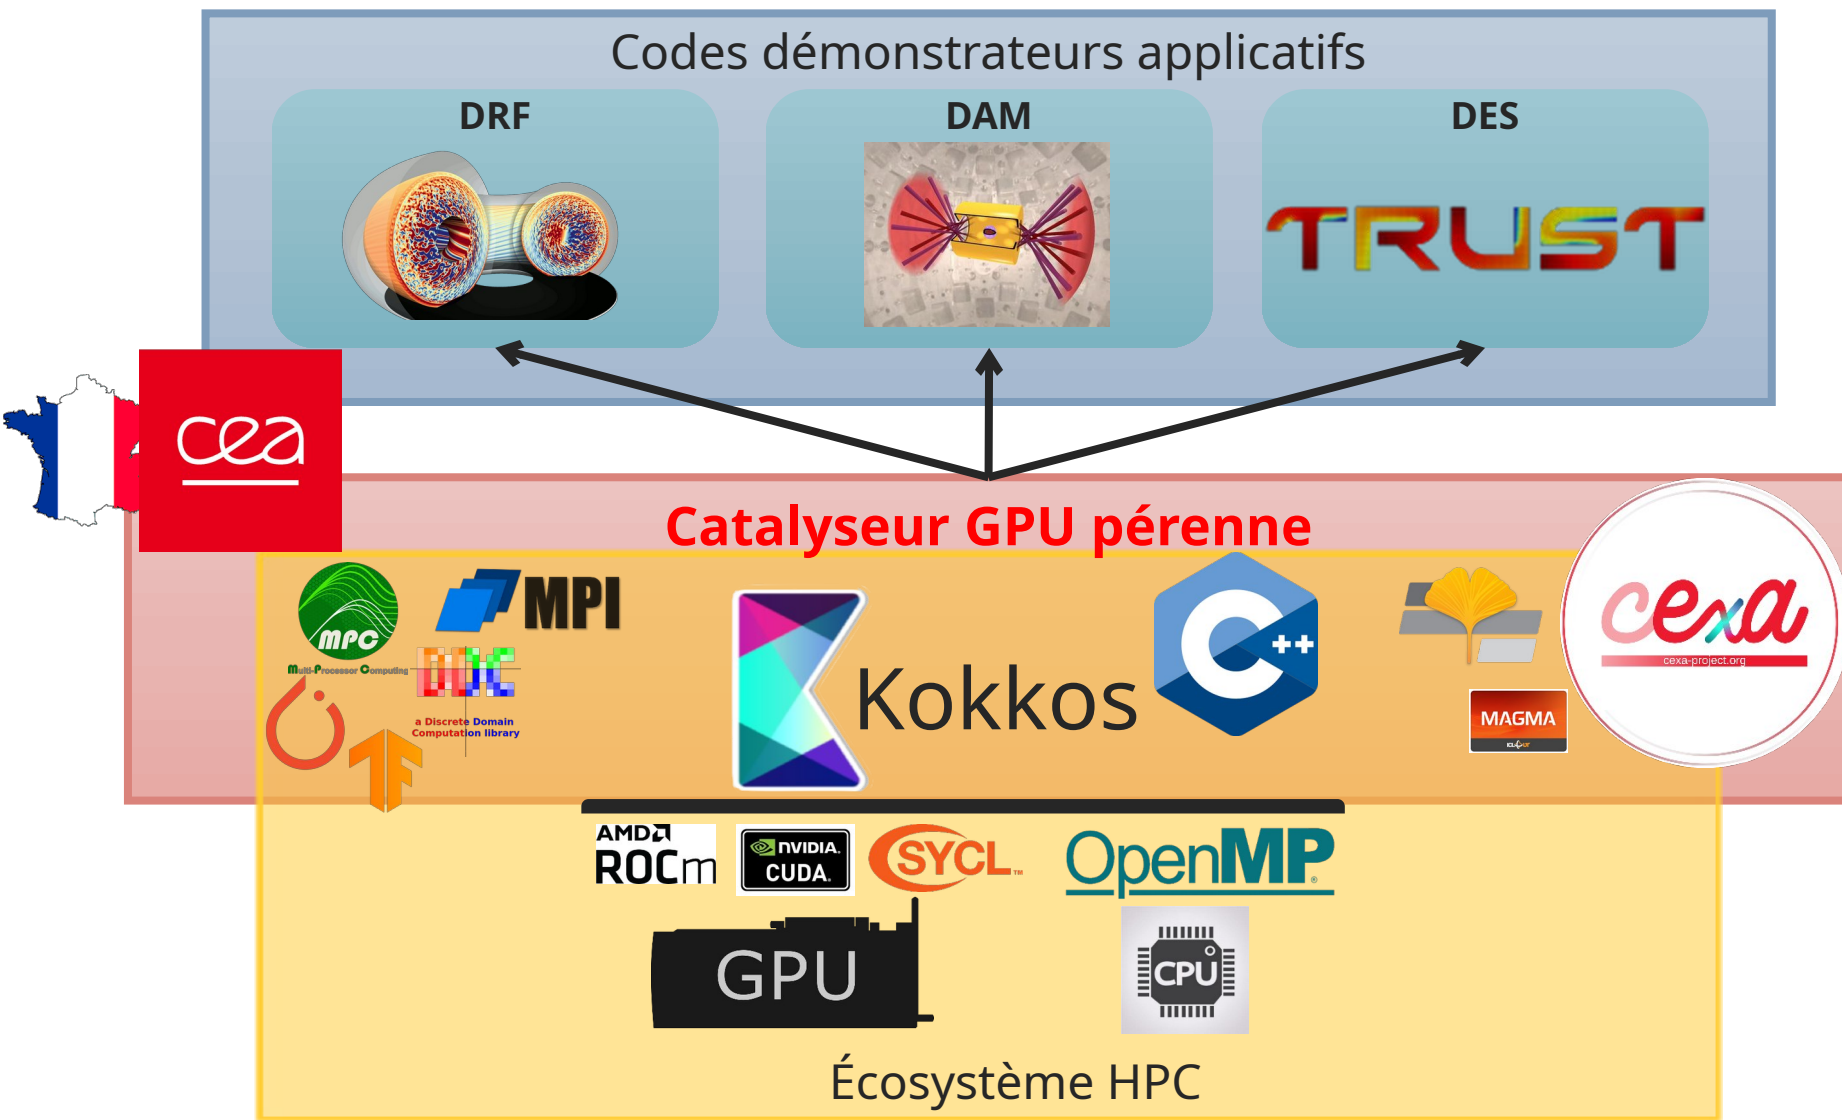 Codes démonstrateurs applicatifs
DRF
DAM
DES
TRUST
cea
Catalyseur GPU pérenne
MPC
Multi-Processor Computing
MPI
a Discrete Domain
Computation library
Kokkos
C++
MAGMA
cexa
cexa-project.org
AMD
ROCm
NVIDIA.
CUDA.
SYCL™
OpenMP®
GPU
CPU
Écosystème HPC